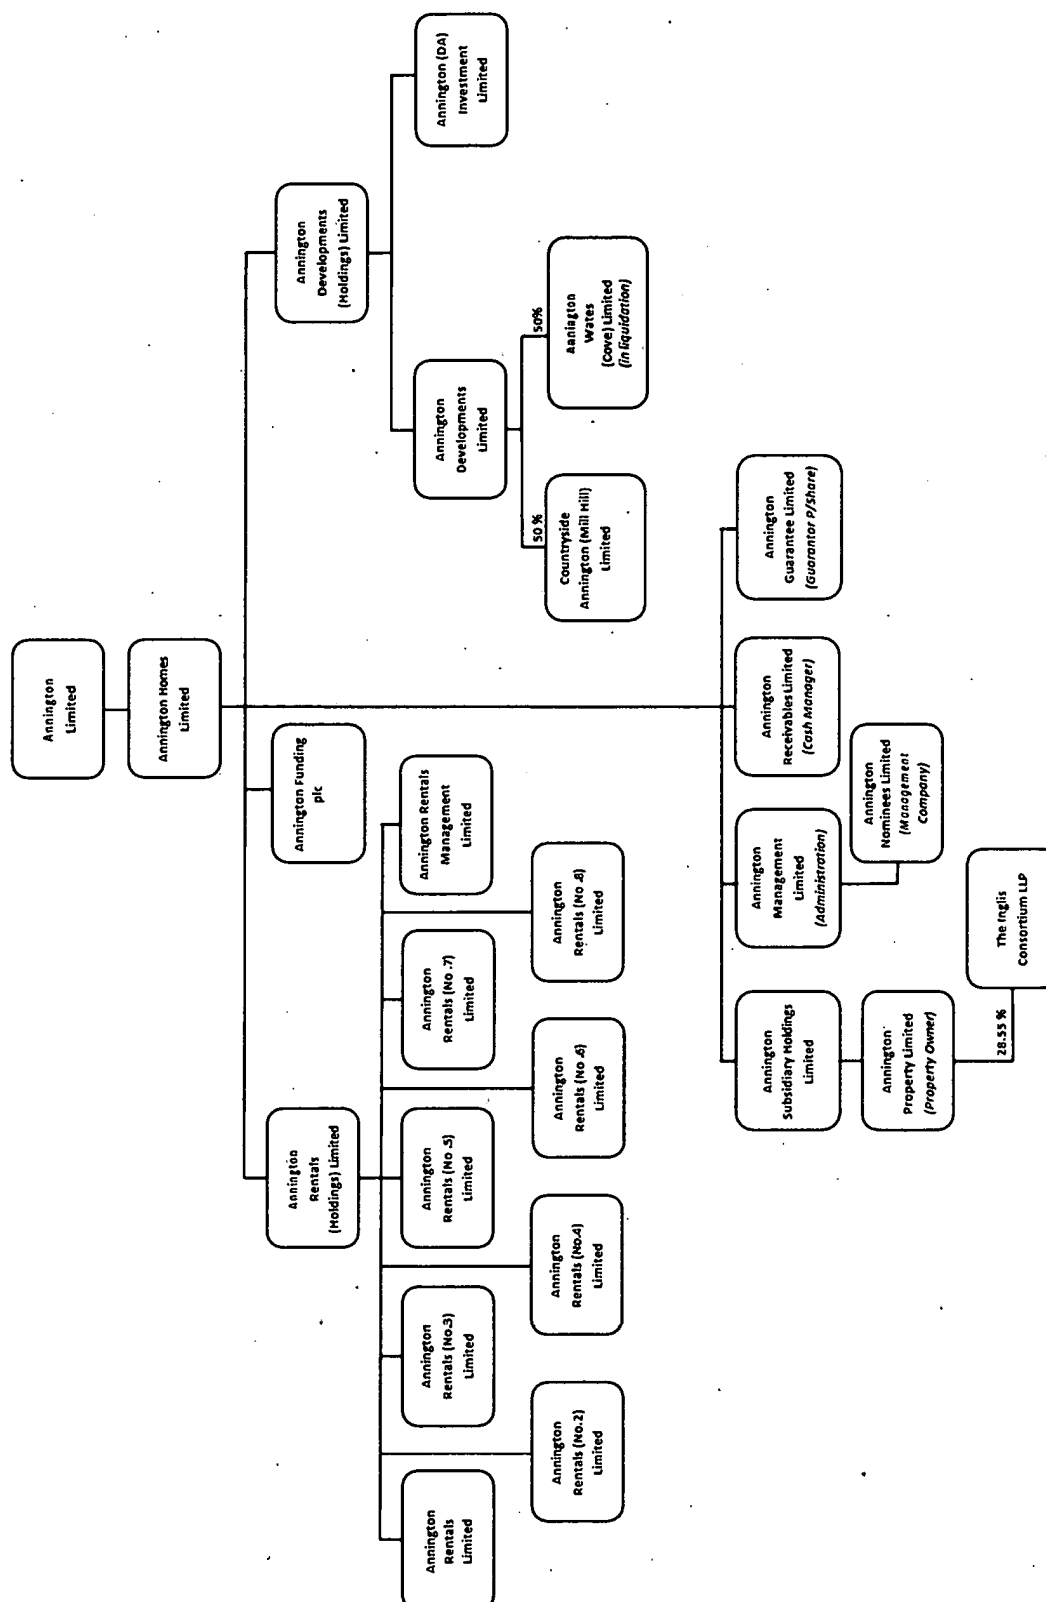 Annington
Limited
Annington Homes
Limited
Annington
Rentals
(Holdings) Limited
Annington Funding
plc
Annington
Developments
(Holdings) Limited
Annington
Rentals
Limited
Annington
Rentals (No.3)
Limited
Annington
Rentals (No .5)
Limited
Annington
Rentals (No .7)
Limited
Annington Rentals
Management
Limited
Annington
Developments
Limited
Annington (DA)
Investment
Limited
Annington
Rentals (No.2)
Limited
Annington
Rentals (No.4)
Limited
Annington
Rentals (No .6)
Limited
Annington
Rentals (No .8)
Limited
50 %
50%
Countryside
Annington (Mill Hill)
Limited
Annington
Wates
(Cove) Limited
(in liquidation)
Annington
Subsidiary Holdings
Limited
Annington
Management
Limited
(Administration)
Annington
Receivables Limited
(Cash Manager)
Annington
Guarantee Limited
(Guarantor P/Share)
Annington
Property Limited
(Property Owner)
Annington
Nominees Limited
(Management
Company)
28.55 %
The Inglis
Consortium LLP